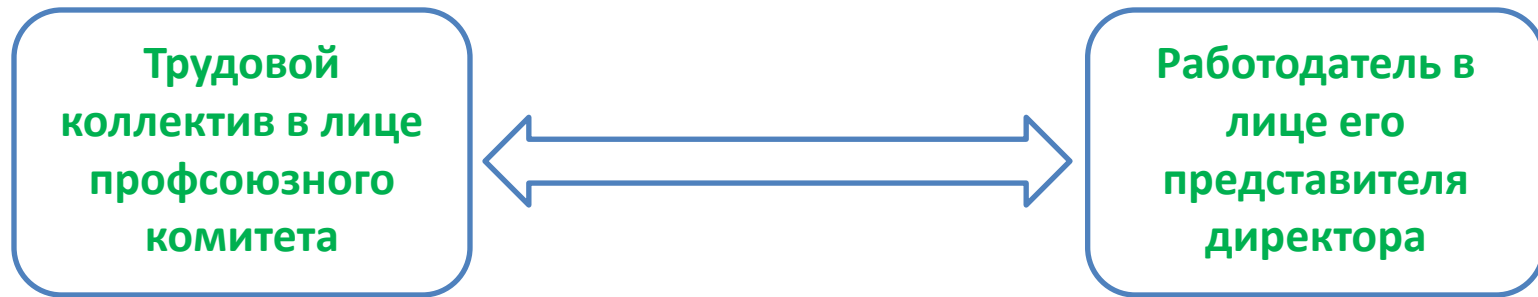 Трудовой
коллектив в лице
профсоюзного
комитета
Работодатель в
лице его
представителя
директора